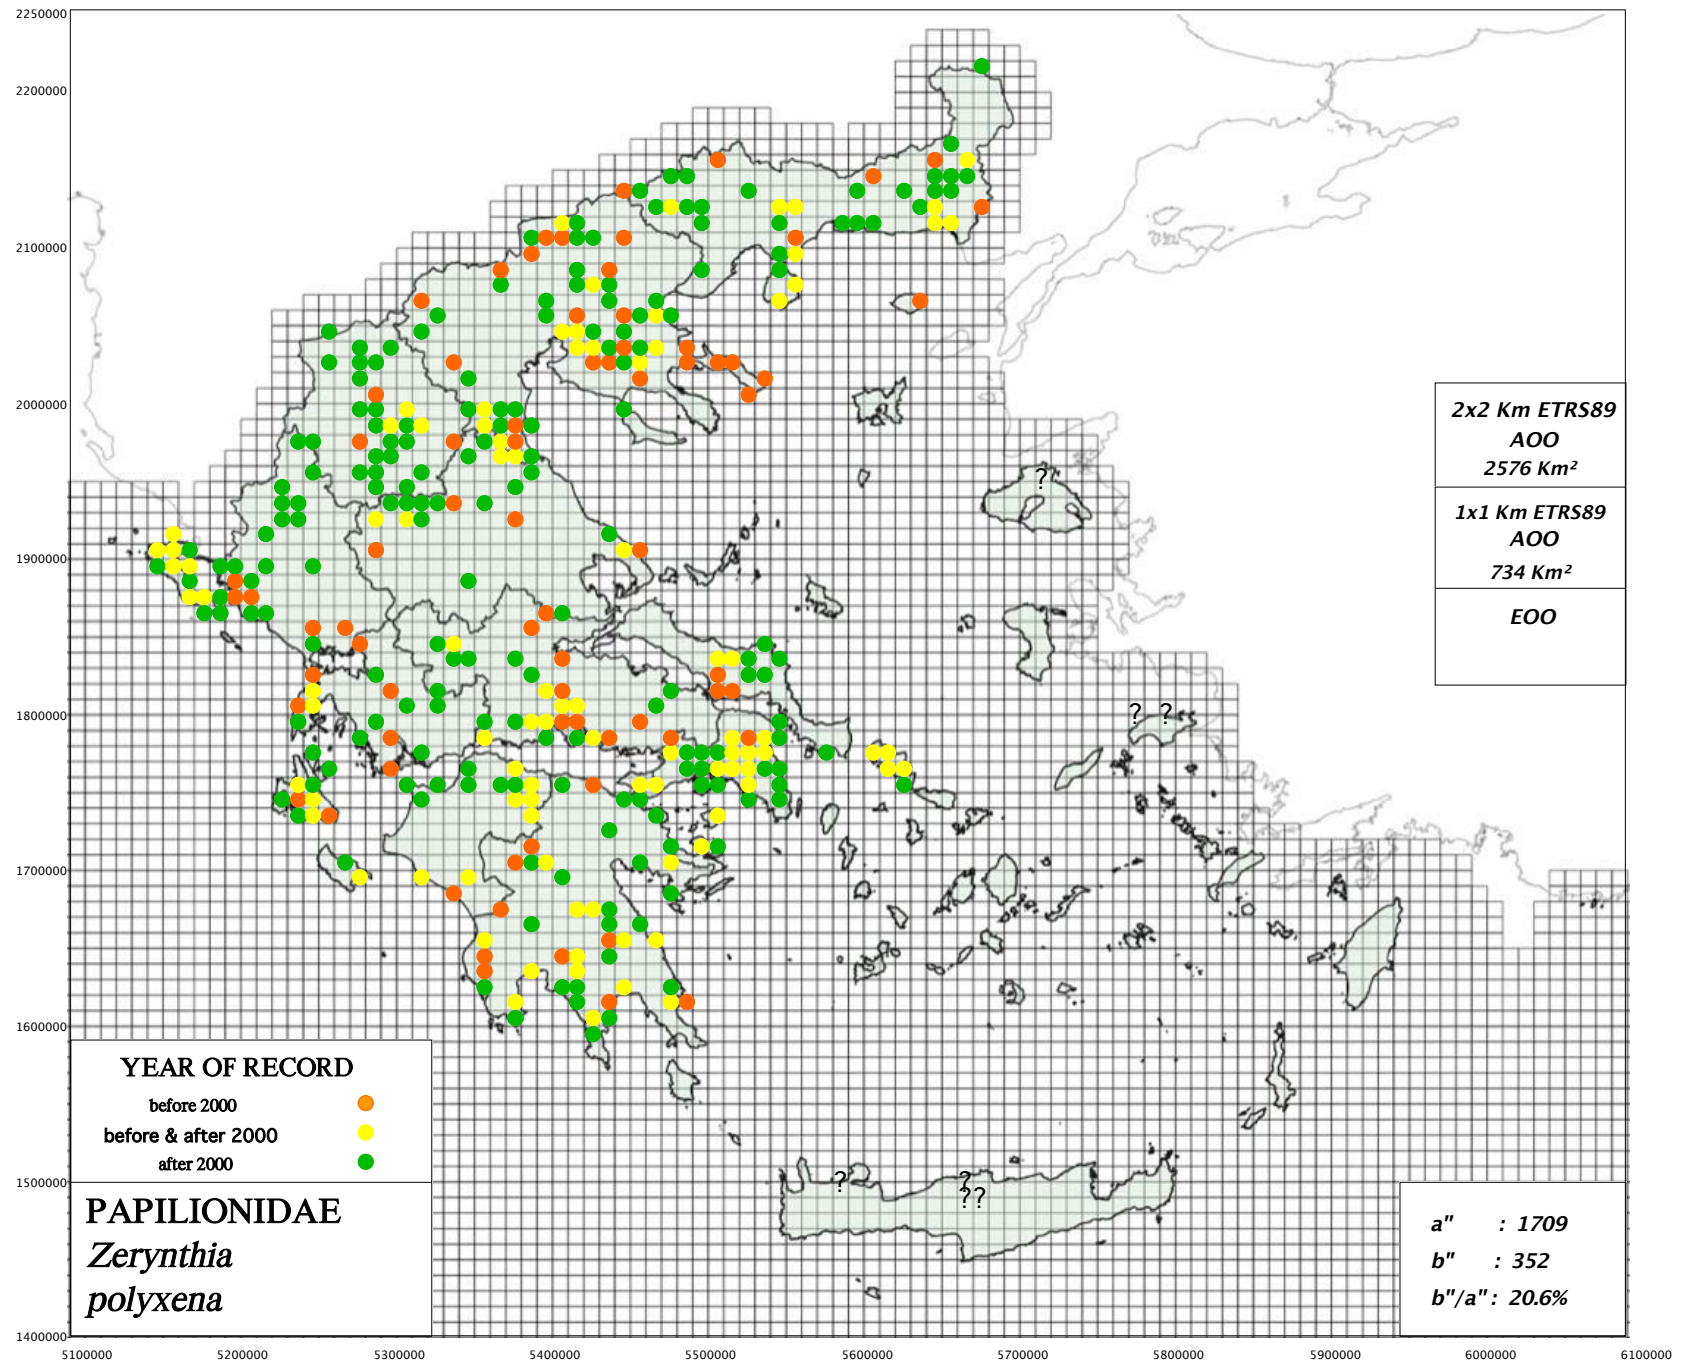 2250000
2200000
2100000
2000000
1900000
1800000
1700000
1600000
1500000
1400000
5100000 5200000 5300000 5400000 5500000 5600000 5700000 5800000 5900000 6000000 6100000
?
? ?
?
?
??
2x2 Km ETRS89
AOO
2576 Km²
1x1 Km ETRS89
AOO
734 Km²
EOO
YEAR OF RECORD
before 2000
before & after 2000
after 2000
PAPILIONIDAE
Zerynthia
polyxena
a" : 1709
b" : 352
b"/a" : 20.6%